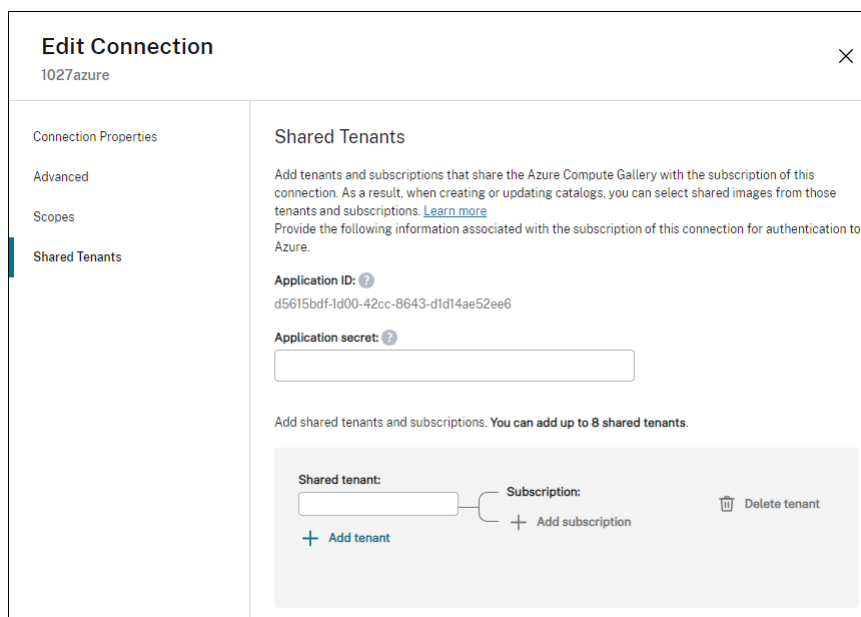 Edit Connection
1027azure
Connection Properties
Advanced
Scopes
Shared Tenants
Shared Tenants
Add tenants and subscriptions that share the Azure Compute Gallery with the subscription of this
connection. As a result, when creating or updating catalogs, you can select shared images from those
tenants and subscriptions. Learn more
Provide the following information associated with the subscription of this connection for authentication to
Azure.
Application ID: ?
d5615bdf-1d00-42cc-8643-d1d14ae52ee6
Application secret: ?
Add shared tenants and subscriptions. You can add up to 8 shared tenants.
Shared tenant:
Subscription:
+ Add subscription
Delete tenant
+ Add tenant